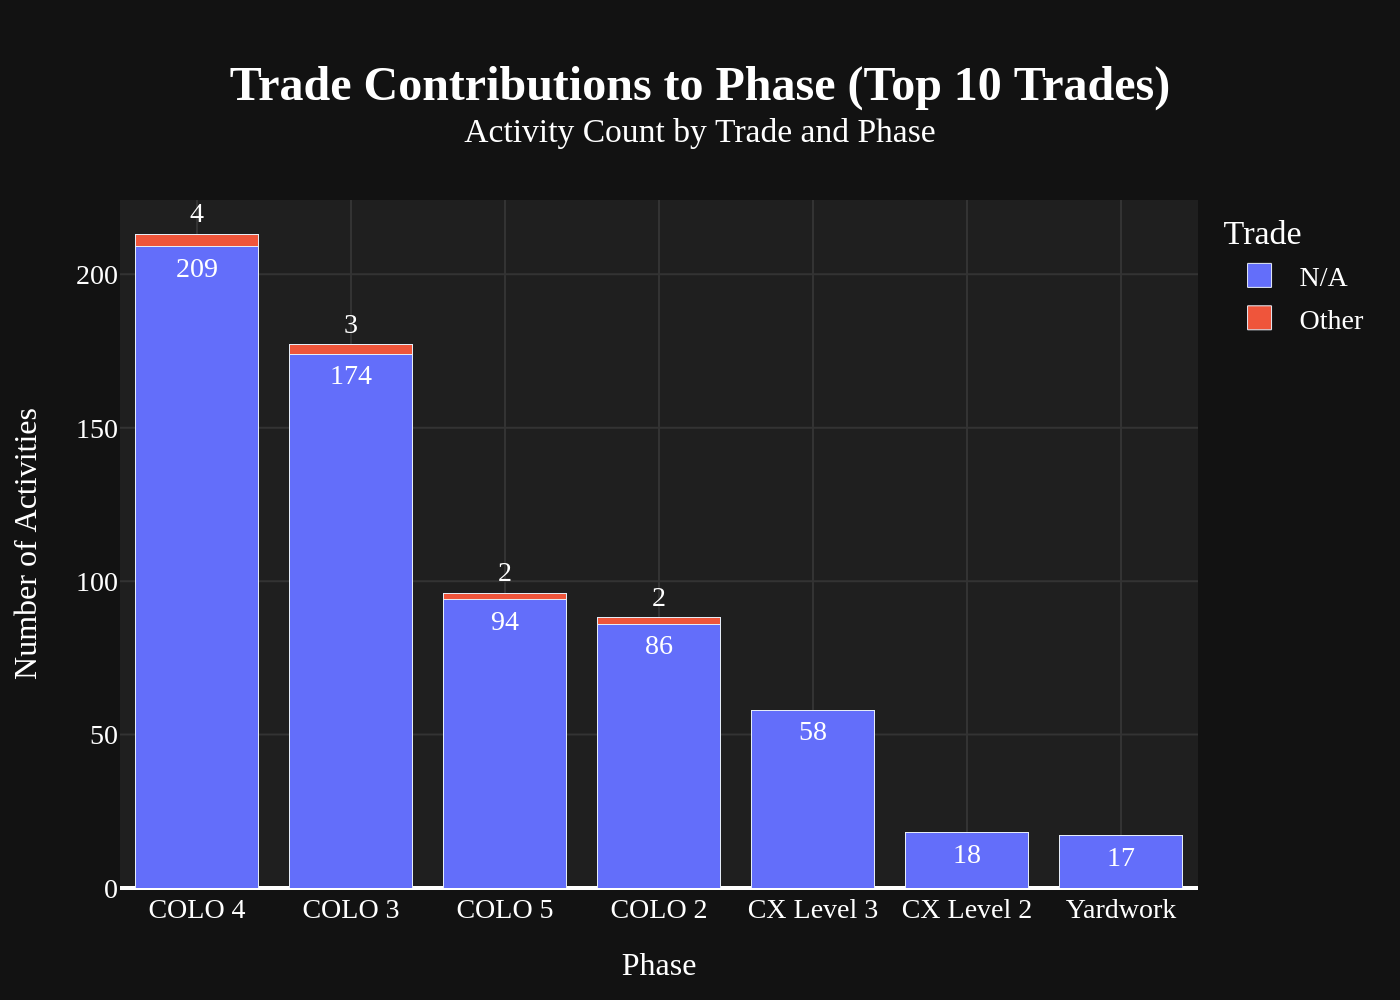 Trade Contributions to Phase (Top 10 Trades)
Activity Count by Trade and Phase
Trade
N/A
Other
Number of Activities
200
150
100
50
0
4
209
3
174
2
94
2
86
58
18
17
COLO 4
COLO 3
COLO 5
COLO 2
CX Level 3
CX Level 2
Yardwork
Phase